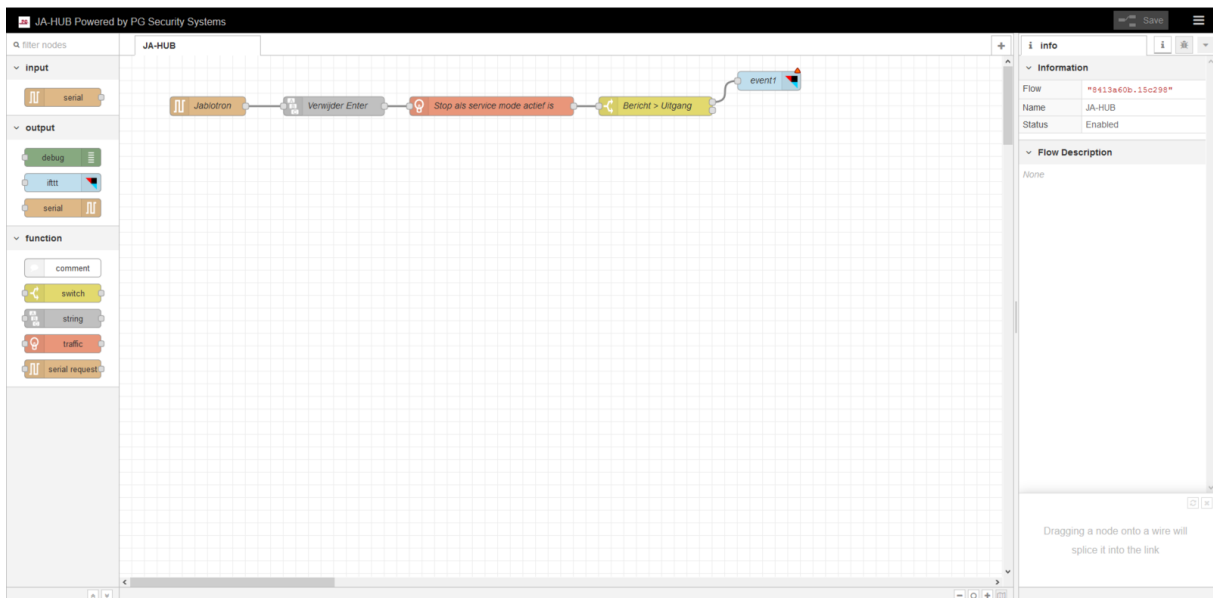 JA JA-HUB Powered by PG Security Systems
Save
filter nodes
JA-HUB
i info
i
input
serial
output
debug
ifttt
serial
function
comment
switch
string
traffic
serial request
Jablotron
Verwijder Enter
Stop als service mode actief is
Bericht > Uitgang
event1
Information
Flow "8413a60b.15c298"
Name JA-HUB
Status Enabled
Flow Description
None
Dragging a node onto a wire will
splice it into the link